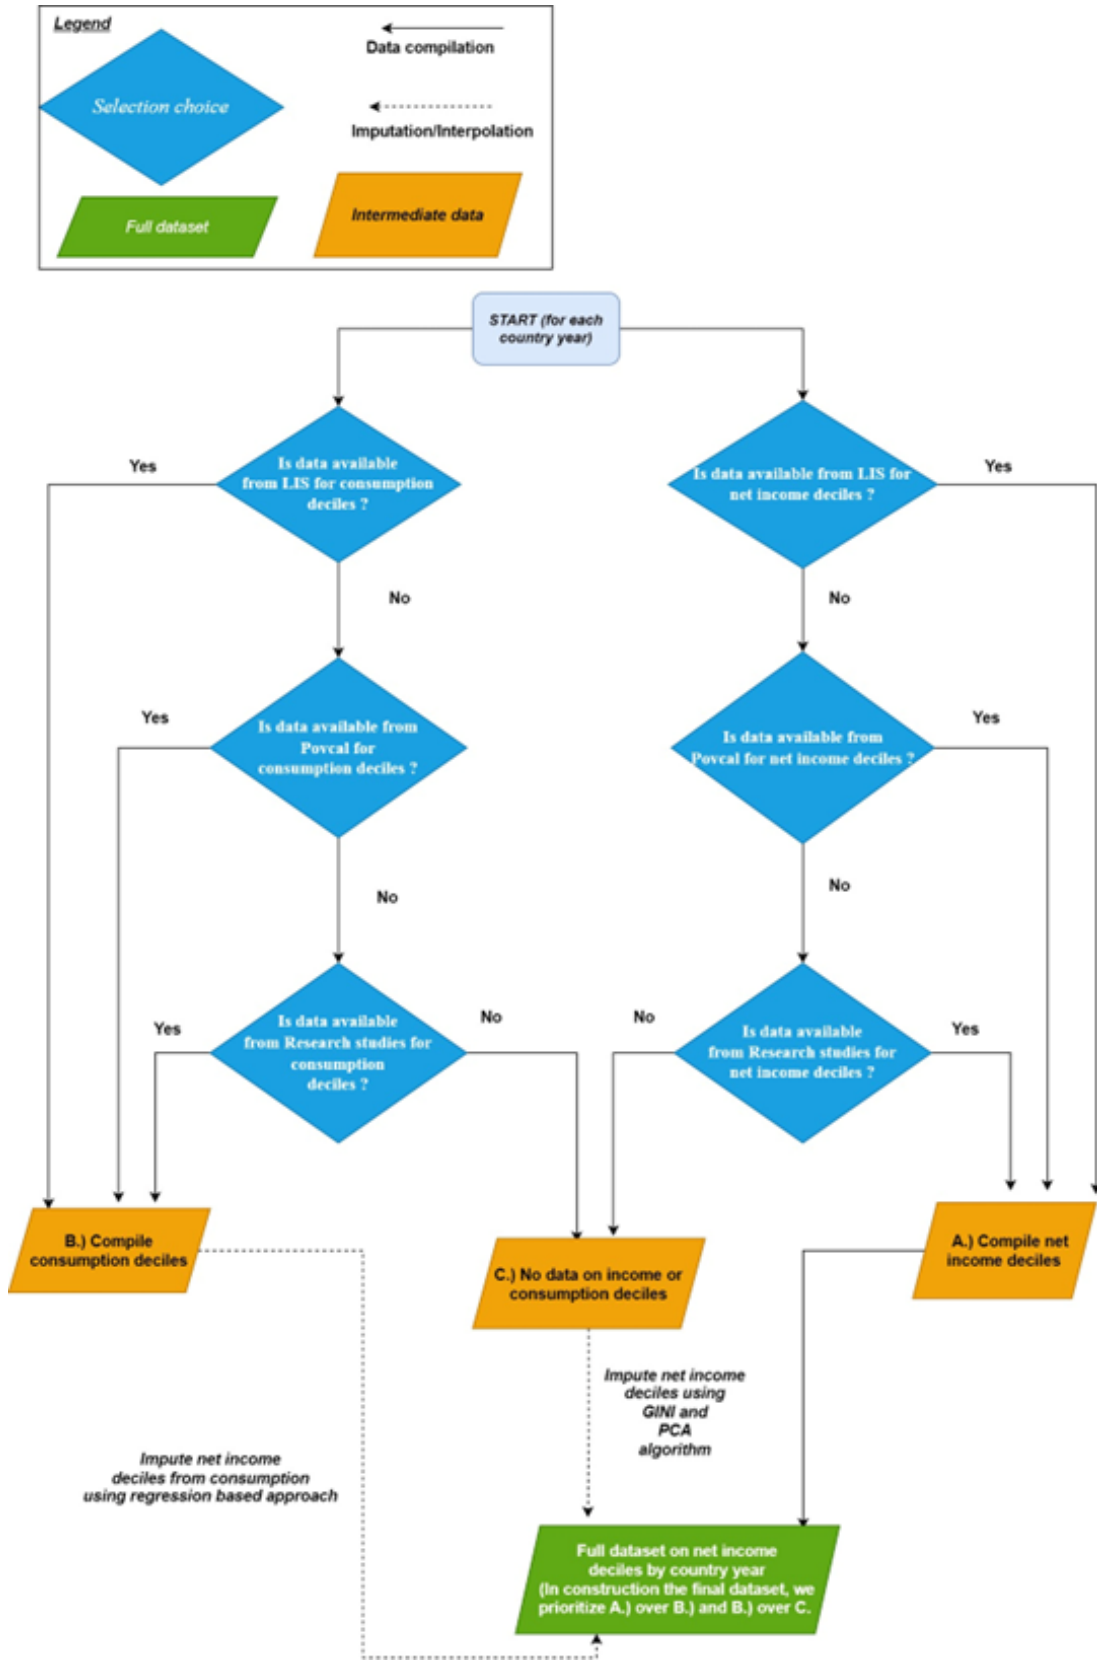 Legend
Data compilation
Selection choice
Imputation/Interpolation
Full dataset
Intermediate data
START (for each
country year)
Yes
Is data available
from LIS for consumption
deciles ?
Is data available from LIS for
net income deciles ?
Yes
No
No
Yes
Is data available from
Povcal for
consumption deciles ?
Is data available from
Povcal for net income deciles ?
Yes
No
No
Yes
Is data available
from Research studies for
consumption
deciles ?
No
No
Is data available
from Research studies for
net income deciles ?
Yes
B.) Compile
consumption deciles
C.) No data on income or
consumption deciles
A.) Compile net
income deciles
Impute net income
deciles using
GINI and
PCA
algorithm
Impute net income
deciles from consumption
using regression based approach
Full dataset on net income
deciles by country year
(In construction the final dataset, we
prioritize A.) over B.) and B.) over C.